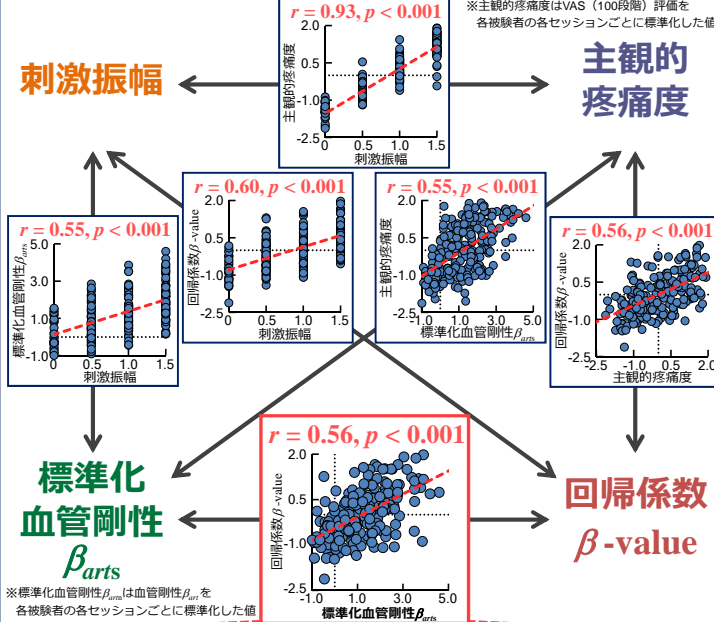 ※主観的疼痛度はVAS（100段階）評価を
各被験者の各セッションごとに標準化した値
刺激振幅
主観的
疼痛度
r = 0.93, p < 0.001
主観的疼痛度
2.0
0.5
-1.0
-2.5
0 0.5 1.0 1.5
刺激振幅
r = 0.60, p < 0.001
回帰係数β-value
2.0
0.5
-1.0
-2.5
0 0.5 1.0 1.5
刺激振幅
r = 0.55, p < 0.001
主観的疼痛度
2.0
0.5
-1.0
-2.5
-1.0 1.0 3.0 5.0
標準化血管剛性βarts
r = 0.55, p < 0.001
標準化血管剛性βarts
5.0
3.0
1.0
-1.0
0 0.5 1.0 1.5
刺激振幅
r = 0.56, p < 0.001
回帰係数β-value
2.0
0.5
-1.0
-2.5
-2.5 -1.0 0.5 2.0
主観的疼痛度
標準化
血管剛性
βarts
r = 0.56, p < 0.001
回帰係数β-value
2.0
0.5
-1.0
-2.5
-1.0 1.0 3.0 5.0
標準化血管剛性βarts
回帰係数
β-value
※標準化血管剛性βartsは血管剛性βartを
各被験者の各セッションごとに標準化した値